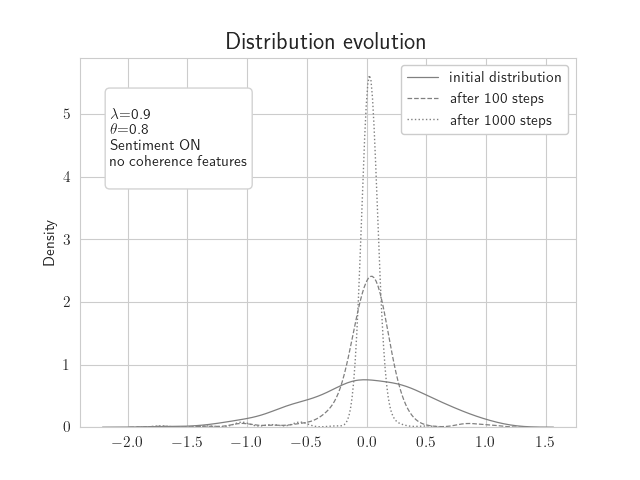 Distribution evolution
λ=0.9
θ=0.8
Sentiment ON
no coherence features
initial distribution
after 100 steps
after 1000 steps
Density
5
4
3
2
1
0
−2.0 −1.5 −1.0 −0.5 0.0 0.5 1.0 1.5